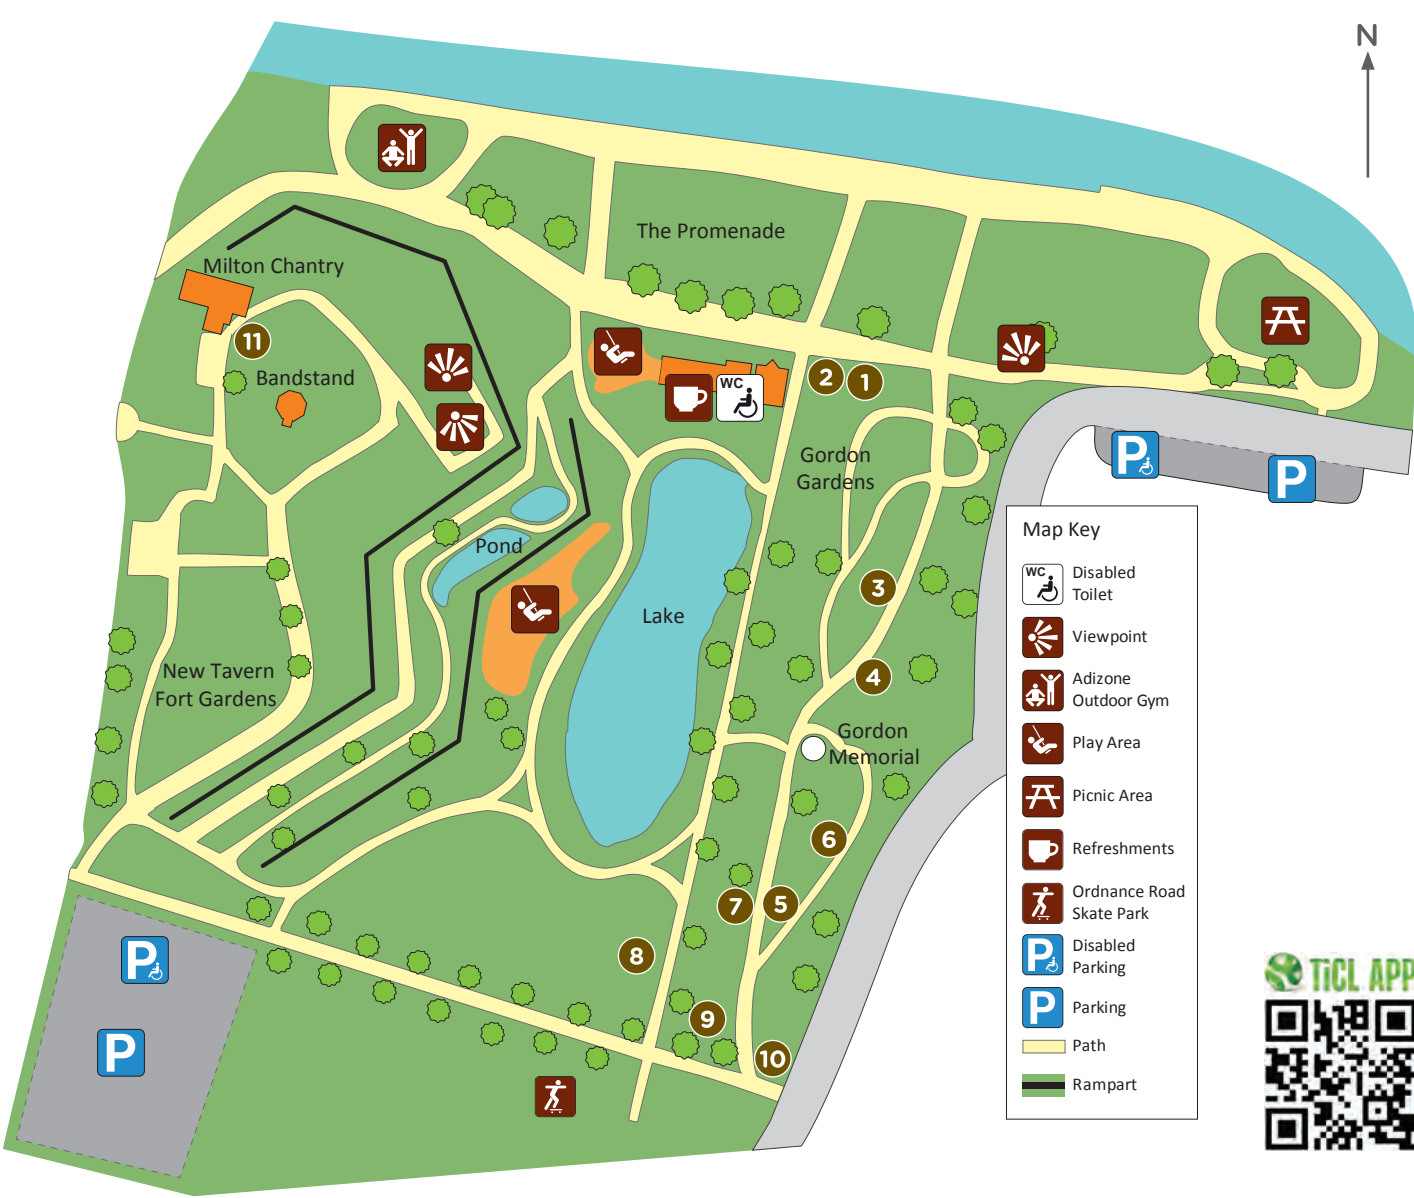 N
The Promenade
Milton Chantry
11
Bandstand
WC
2
1
Gordon
Gardens
P
P
Pond
Lake
3
New Tavern
Fort Gardens
4
Gordon
Memorial
6
7
5
8
9
10
P
P
Map Key
WC
Disabled
Toilet
Viewpoint
Adizone
Outdoor Gym
Play Area
Picnic Area
Refreshments
Ordnance Road
Skate Park
P
Disabled
Parking
P
Parking
Path
Rampart
TiCL APP